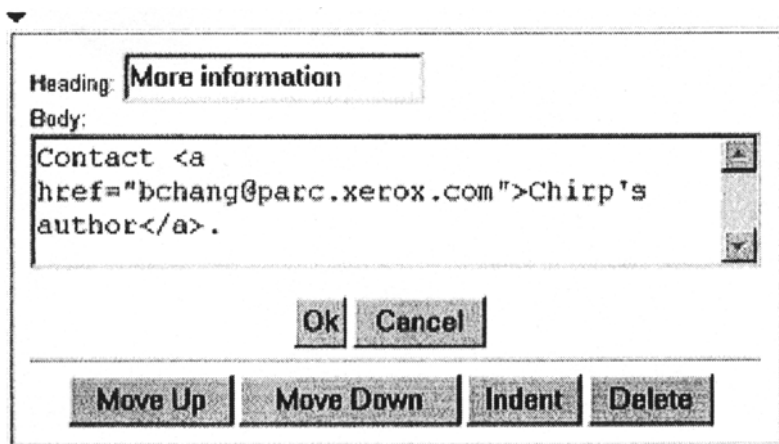 Heading: More information
Body:
Contact <a
href="bchang@parc.xerox.com">Chirp's
author</a>.
Ok Cancel
Move Up Move Down Indent Delete